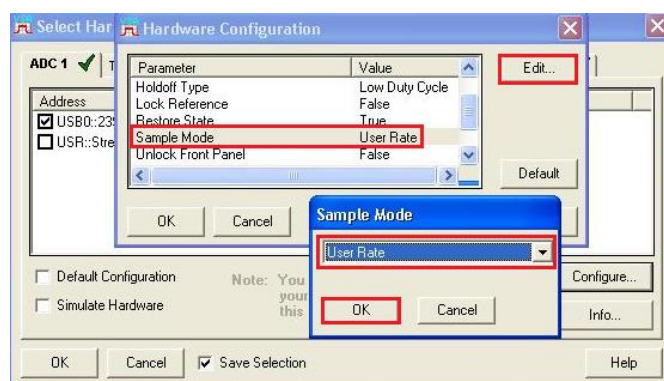 Select Har
Hardware Configuration
ADC 1
Parameter Value
Holdoff Type Low Duty Cycle
Lock Reference False
Restore State True
Sample Mode User Rate
Unlock Front Panel False
Edit...
Default
OK Cancel
Address
USB0::239
USR::Stre
Sample Mode
User Rate
OK Cancel
Default Configuration
Simulate Hardware
Note: You
your
this
Configure...
Info...
OK Cancel Save Selection Help